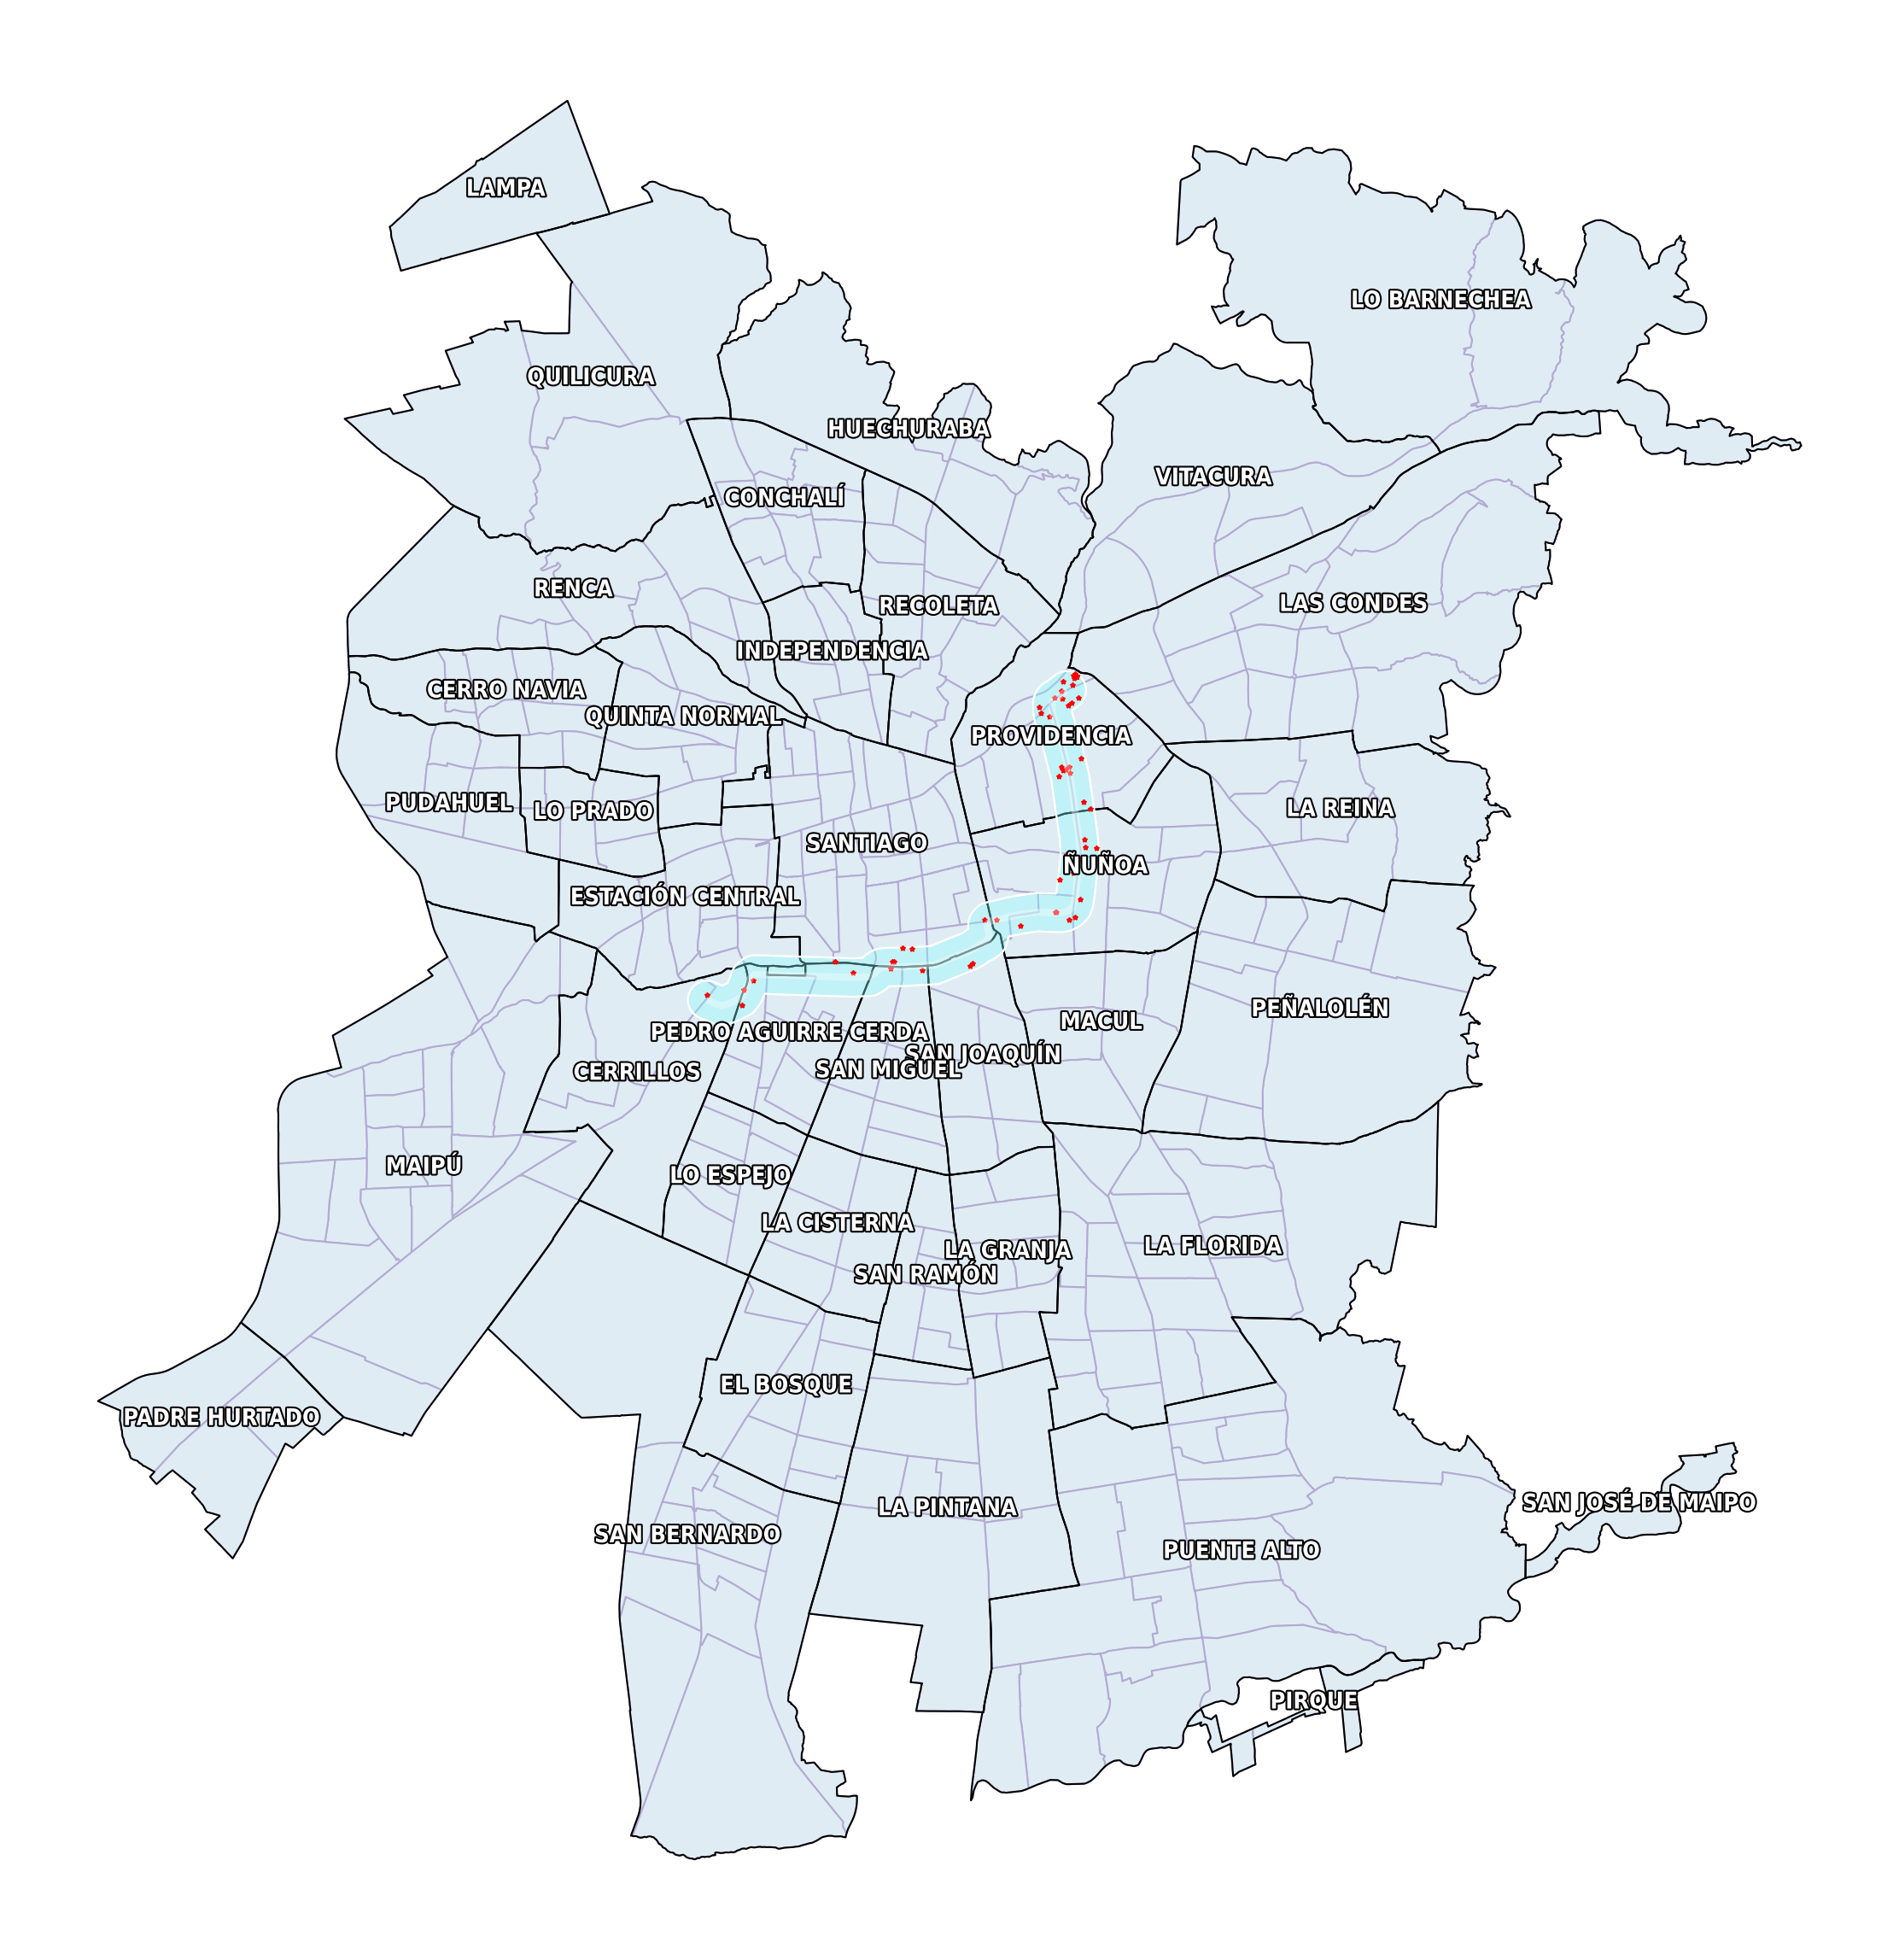 LAMPA
LO BARNECHEA
QUILICURA
HUECHURABA
VITACURA
CONCHALÍ
RENCA
LAS CONDES
RECOLETA
INDEPENDENCIA
CERRO NAVIA
QUINTA NORMAL
PROVIDENCIA
PUDAHUEL
LO PRADO
LA REINA
SANTIAGO
ÑUÑOA
ESTACIÓN CENTRAL
PEÑALOLÉN
MACUL
PEDRO AGUIRRE CERDA
SAN JOAQUÍN
SAN MIGUEL
CERRILLOS
MAIPÚ
LO ESPEJO
LA CISTERNA
LA FLORIDA
LA GRANJA
SAN RAMÓN
EL BOSQUE
PADRE HURTADO
SAN JOSÉ DE MAIPO
LA PINTANA
SAN BERNARDO
PUENTE ALTO
PIRQUE